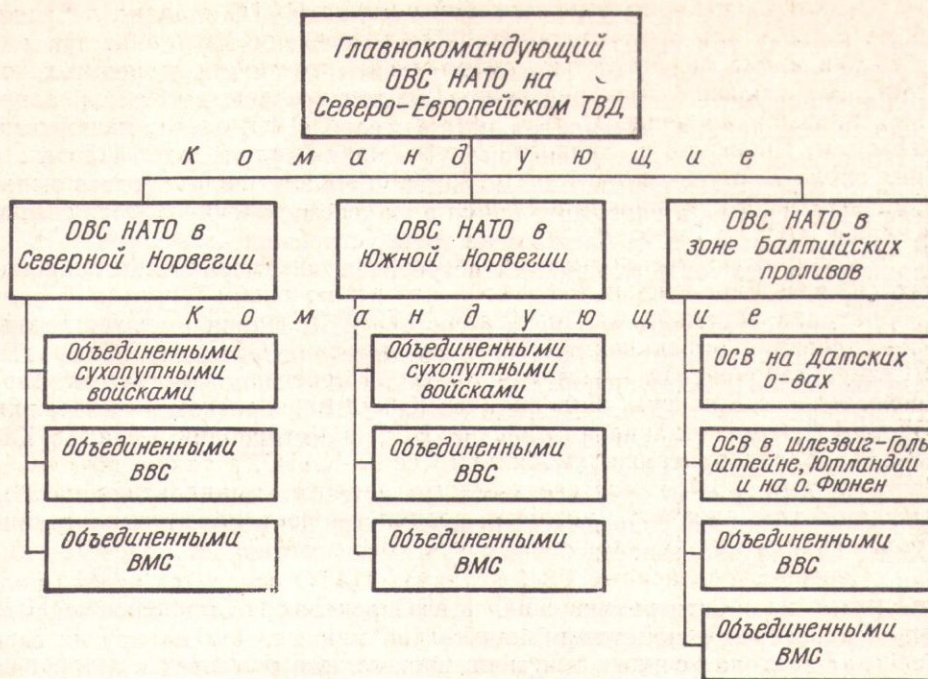 Главнокомандующий
ОВС НАТО на
Северо-Европейском ТВД
Командующие
ОВС НАТО в
Северной Норвегии
ОВС НАТО в
Южной Норвегии
ОВС НАТО в
зоне Балтийских
проливов
Командующие
Объединенными
сухопутными
войсками
Объединенными
ВВС
Объединенными
ВМС
Объединенными
сухопутными
войсками
Объединенными
ВВС
Объединенными
ВМС
ОСВ на Датских
о-вах
ОСВ в Шлезвиг-Голь
штейне, Ютландии
и на о. Фюнен
Объединенными
ВВС
Объединенными
ВМС